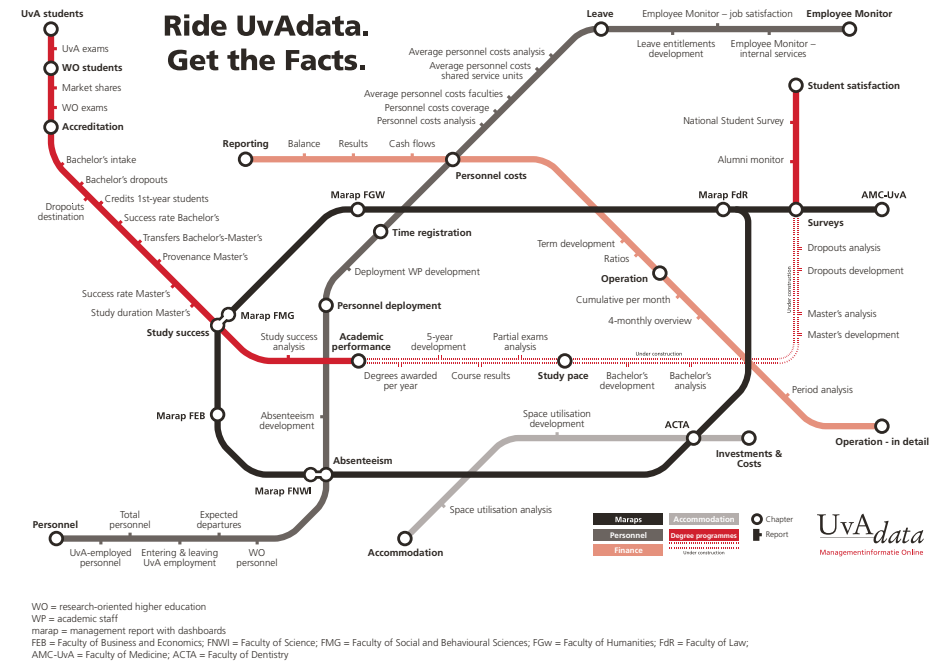 Ride UvAdata.
Get the Facts.
UvA students
UvA exams
WO students
Market shares
WO exams
Accreditation
Bachelor's intake
Bachelor's dropouts
Dropouts
destination
Credits 1st-year students
Success rate Bachelor's
Transfers Bachelor's-Master's
Provenance Master's
Success rate Master's
Study duration Master's
Study success
Study success
analysis
Academic
performance
Degrees awarded
per year
5-year
development
Course results
Partial exams
analysis
Study pace
Under construction
Bachelor's
development
Bachelor's
analysis
Leave
Employee Monitor – job satisfaction
Employee Monitor
Leave entitlements
development
Employee Monitor –
internal services
Average personnel costs analysis
Average personnel costs
shared service units
Average personnel costs faculties
Personnel costs coverage
Personnel costs analysis
Reporting
Balance
Results
Cash flows
Personnel costs
Student satisfaction
National Student Survey
Alumni monitor
Marap FGW
Marap FdR
AMC-UvA
Surveys
Time registration
Deployment WP development
Personnel deployment
Term development
Ratios
Operation
Cumulative per month
4-monthly overview
Dropouts analysis
Dropouts development
Under construction
Master's analysis
Master's development
Marap FMG
Marap FEB
Absenteeism
development
Absenteeism
Marap FNWI
Space utilisation
development
ACTA
Investments &
Costs
Period analysis
Operation - in detail
Personnel
Total
personnel
Expected
departures
UvA-employed
personnel
Entering & leaving
UvA employment
WO
personnel
Space utilisation analysis
Accommodation
Maraps
Accommodation
Chapter
Personnel
Degree programmes
Report
Finance
Under construction
UvAdata
Managementinformatie Online
WO = research-oriented higher education
WP = academic staff
marap = management report with dashboards
FEB = Faculty of Business and Economics; FNWI = Faculty of Science; FMG = Faculty of Social and Behavioural Sciences; FGw = Faculty of Humanities; FdR = Faculty of Law;
AMC-UvA = Faculty of Medicine; ACTA = Faculty of Dentistry